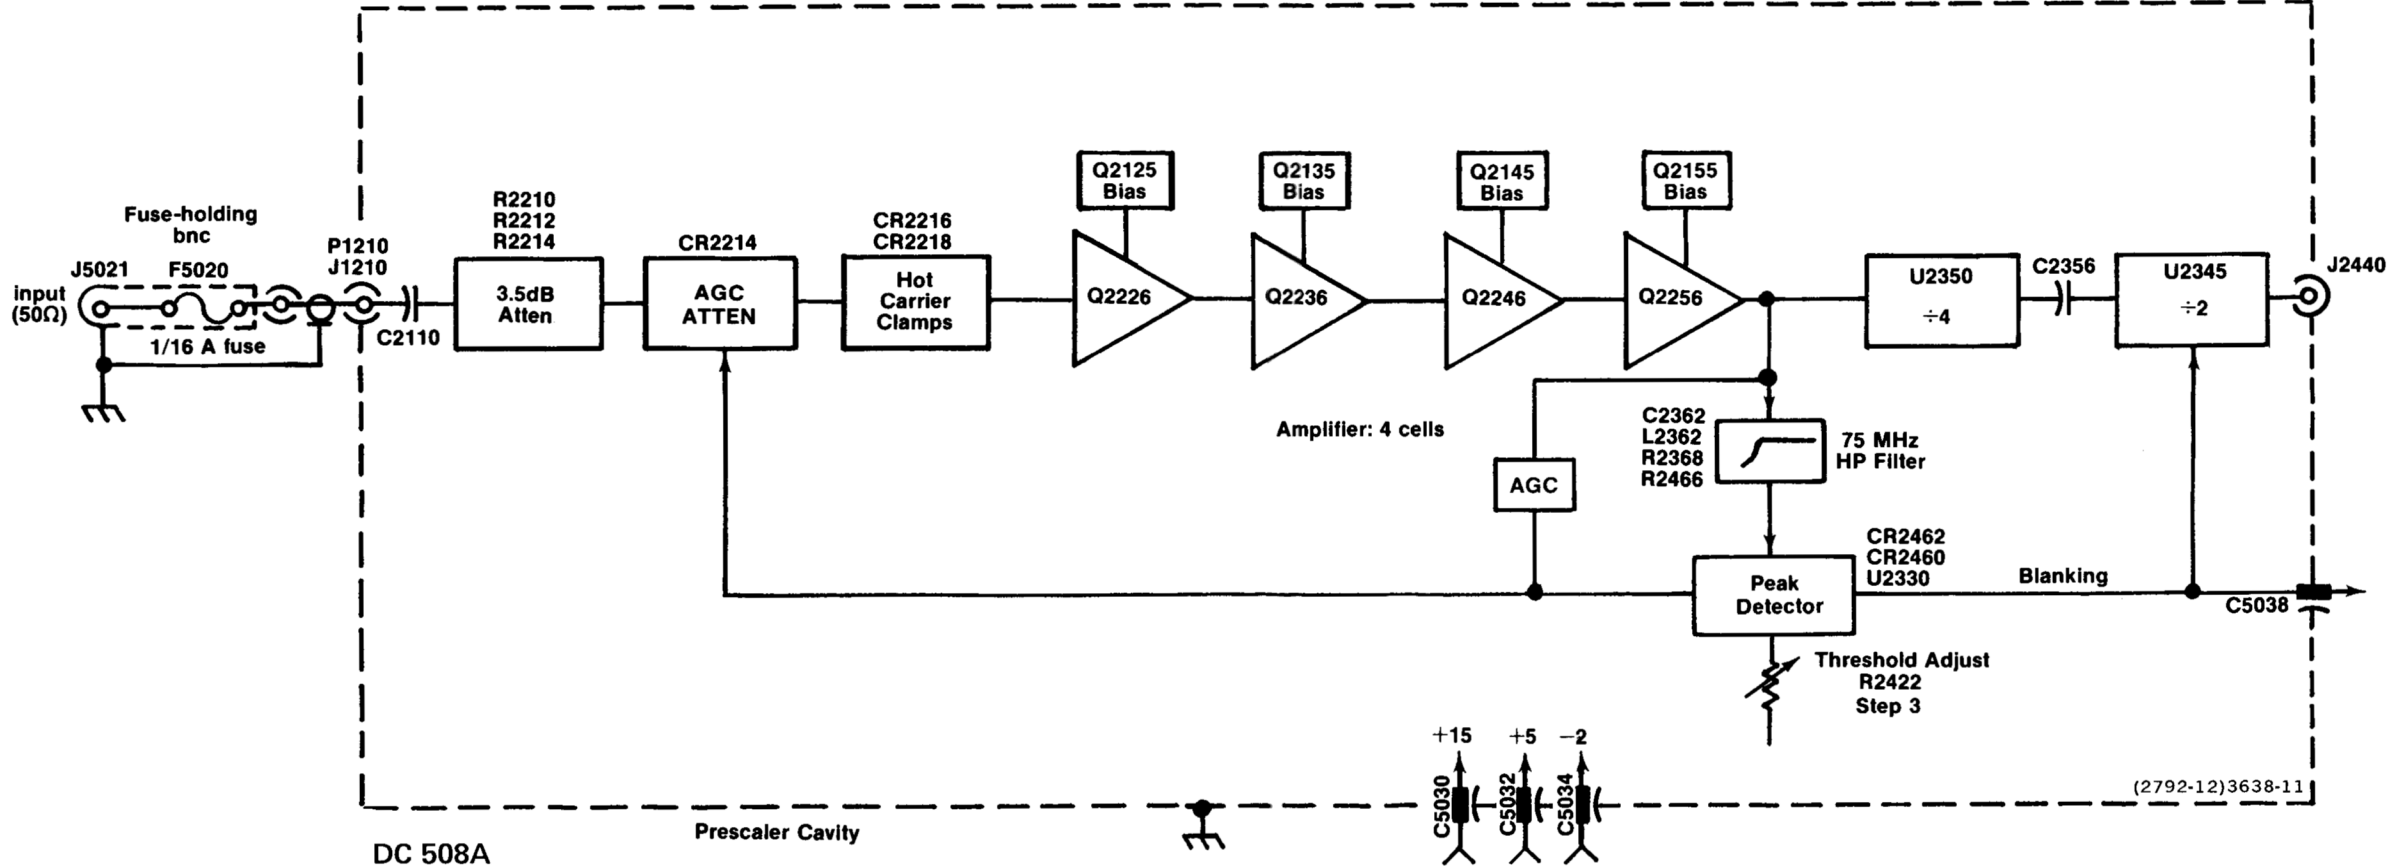 Fuse-holding
bnc
J5021
F5020
input
(50Ω)
1/16 A fuse
P1210
J1210
C2110
R2210
R2212
R2214
3.5dB
Atten
CR2214
AGC
ATTEN
CR2216
CR2218
Hot
Carrier
Clamps
Q2125
Bias
Q2226
Q2135
Bias
Q2236
Q2145
Bias
Q2246
Q2155
Bias
Q2256
U2350
÷4
C2356
U2345
÷2
J2440
Amplifier: 4 cells
AGC
C2362
L2362
R2368
R2466
75 MHz
HP Filter
Peak
Detector
CR2462
CR2460
U2330
Blanking
C5038
Threshold Adjust
R2422
Step 3
+15
+5
−2
C5030
C5032
C5034
(2792-12)3638-11
Prescaler Cavity
DC 508A